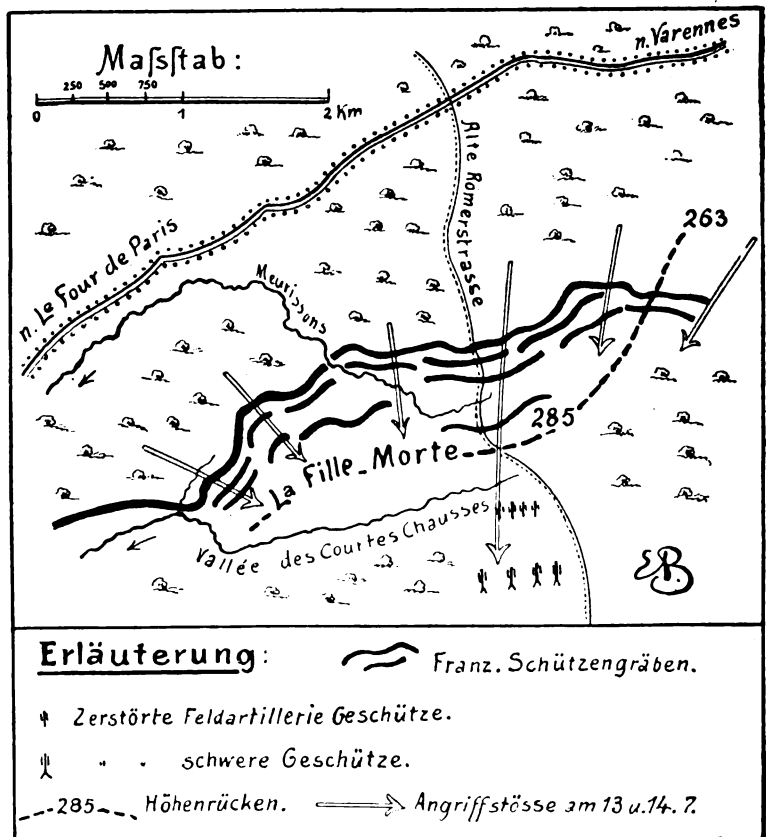 n. Varennes
Maſsſtab:
250 500 750
0 1 2 Km
Alte Römerstrasse
n. Le Four de Paris
263
Meurissons
285
La Fille-Morte
Vallée des Courtes Chausses
EB.
Erläuterung:
Franz. Schützengräben.
Zerstörte Feldartillerie Geschütze.
" " schwere Geschütze.
285 Höhenrücken. Angriffstösse am 13 u. 14. 7.